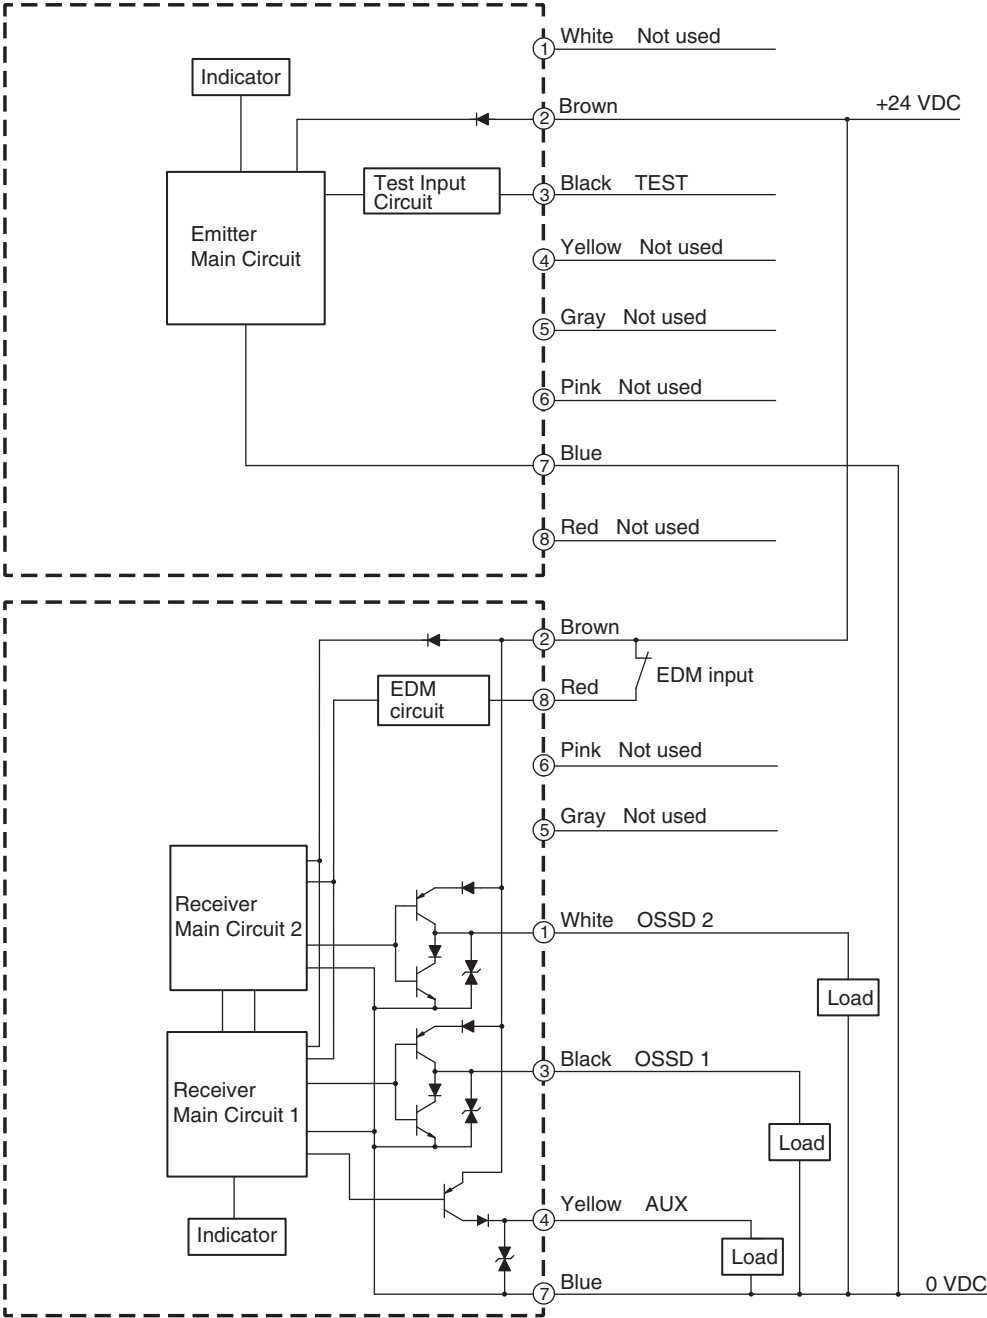 1 White Not used
Indicator
+24 VDC
2 Brown
Test Input
Circuit
3 Black TEST
Emitter
Main Circuit
4 Yellow Not used
5 Gray Not used
6 Pink Not used
7 Blue
8 Red Not used
2 Brown
EDM input
EDM
circuit
8 Red
6 Pink Not used
5 Gray Not used
Receiver
Main Circuit 2
1 White OSSD 2
Load
3 Black OSSD 1
Receiver
Main Circuit 1
Load
4 Yellow AUX
Indicator
Load
7 Blue
0 VDC